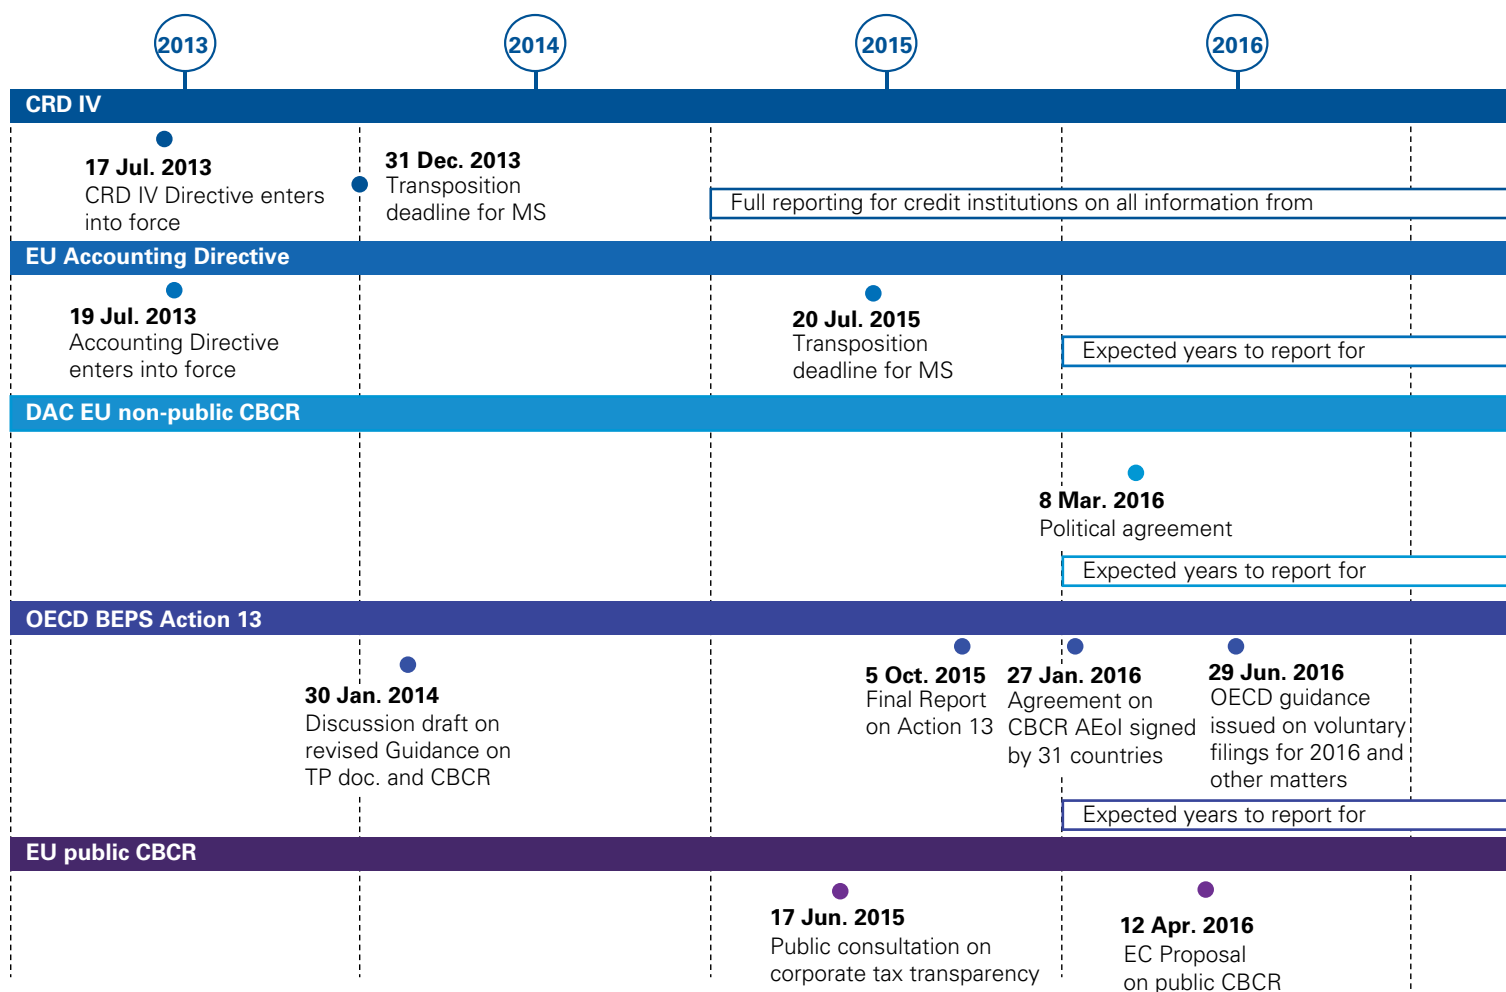 2013
2014
2015
2016
CRD IV
17 Jul. 2013
CRD IV Directive enters
into force
31 Dec. 2013
Transposition
deadline for MS
Full reporting for credit institutions on all information from
EU Accounting Directive
19 Jul. 2013
Accounting Directive
enters into force
20 Jul. 2015
Transposition
deadline for MS
Expected years to report for
DAC EU non-public CBCR
8 Mar. 2016
Political agreement
Expected years to report for
OECD BEPS Action 13
30 Jan. 2014
Discussion draft on
revised Guidance on
TP doc. and CBCR
5 Oct. 2015
Final Report
on Action 13
27 Jan. 2016
Agreement on
CBCR AEoI signed
by 31 countries
29 Jun. 2016
OECD guidance
issued on voluntary
filings for 2016 and
other matters
Expected years to report for
EU public CBCR
17 Jun. 2015
Public consultation on
corporate tax transparency
12 Apr. 2016
EC Proposal
on public CBCR